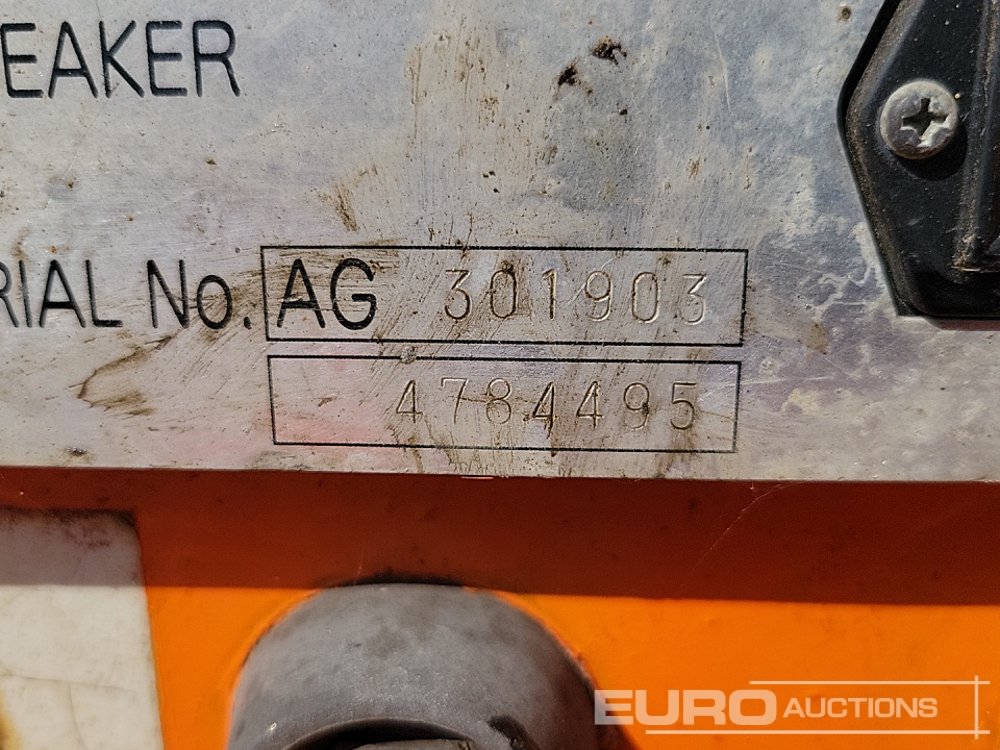 EAKER
RIAL No. AG 301903
4784495
EURO AUCTIONS